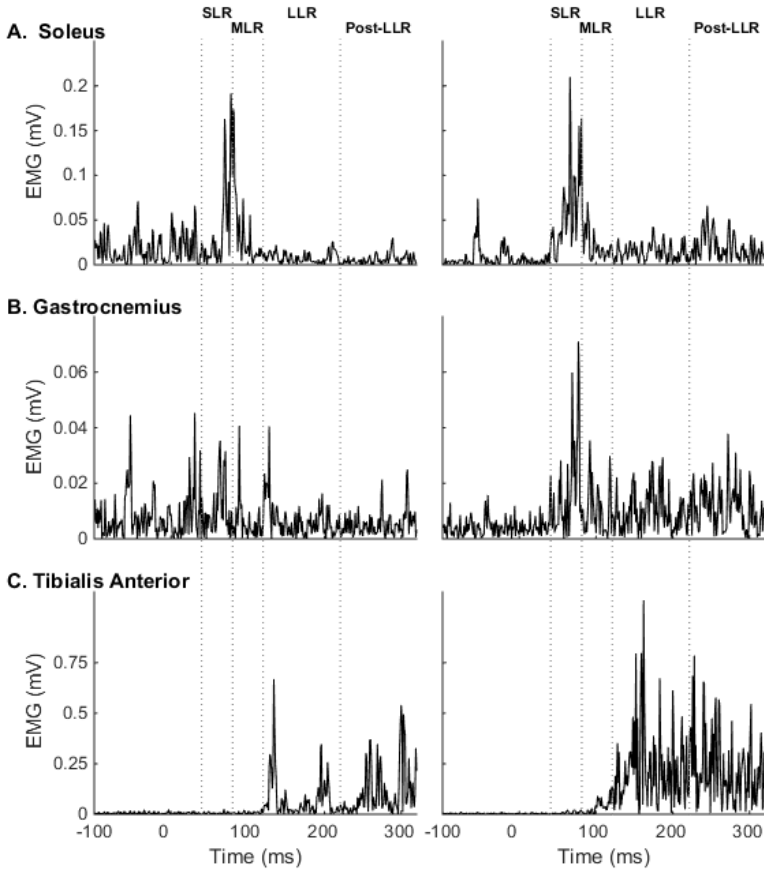 SLR LLR SLR LLR
A. Soleus MLR Post-LLR MLR Post-LLR
0.2
0.15
EMG (mV)
0.1
0.05
0
B. Gastrocnemius
0.06
EMG (mV)
0.04
0.02
0
C. Tibialis Anterior
0.75
EMG (mV)
0.5
0.25
0
-100 0 100 200 300 -100 0 100 200 300
Time (ms) Time (ms)